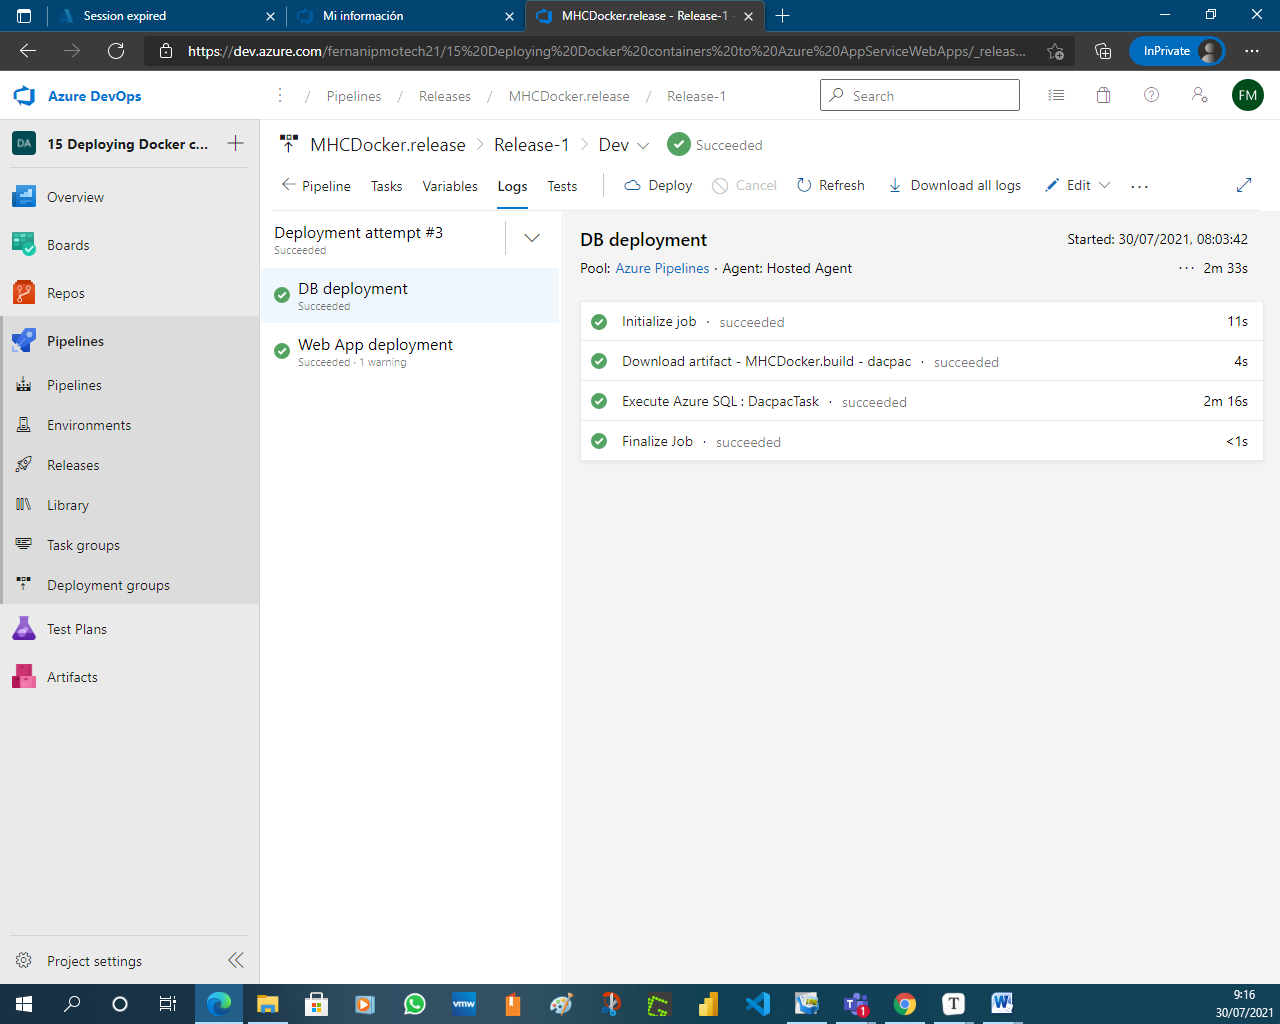 Session expired
Mi información
MHCDocker.release - Release-1 -
https://dev.azure.com/fernanipmotech21/15%20Deploying%20Docker%20containers%20to%20Azure%20AppServiceWebApps/_releas...
InPrivate
Azure DevOps
/ Pipelines / Releases / MHCDocker.release / Release-1
Search
FM
DA
15 Deploying Docker c...
MHCDocker.release > Release-1 > Dev
Succeeded
Pipeline
Tasks
Variables
Logs
Tests
Deploy
Cancel
Refresh
Download all logs
Edit
Overview
Boards
Repos
Pipelines
Pipelines
Environments
Releases
Library
Task groups
Deployment groups
Test Plans
Artifacts
Project settings
Deployment attempt #3
Succeeded
DB deployment
Succeeded
Web App deployment
Succeeded · 1 warning
DB deployment
Started: 30/07/2021, 08:03:42
Pool: Azure Pipelines · Agent: Hosted Agent
... 2m 33s
Initialize job · succeeded 11s
Download artifact - MHCDocker.build - dacpac · succeeded 4s
Execute Azure SQL : DacpacTask · succeeded 2m 16s
Finalize Job · succeeded <1s
vmw
1
T
W
9:16
30/07/2021